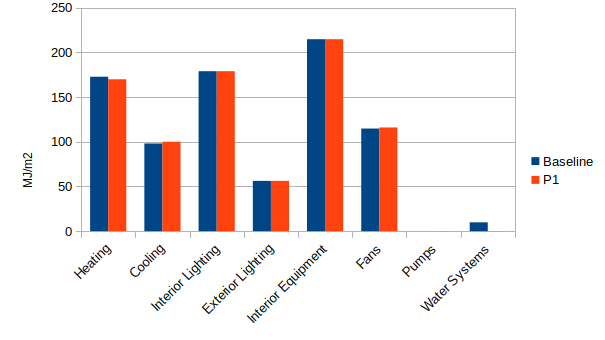 250
200
150
100
50
0
MJ/m2
Heating
Cooling
Interior Lighting
Exterior Lighting
Interior Equipment
Fans
Pumps
Water Systems
Baseline
P1